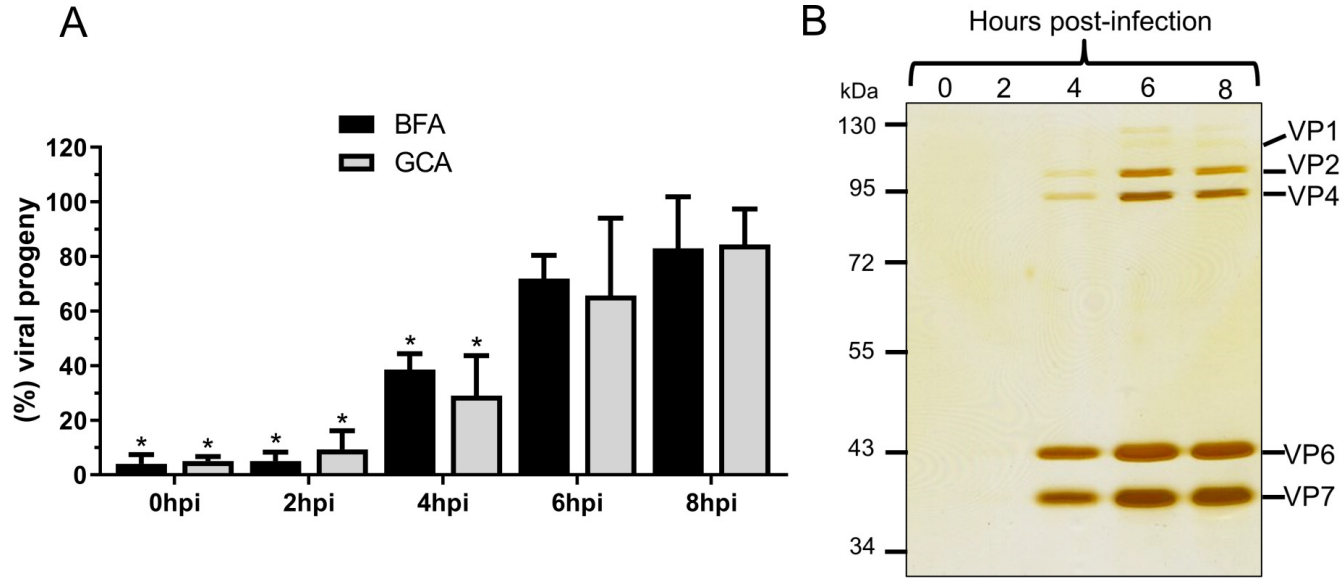 A
BFA
GCA
(%) viral progeny
120
100
80
60
40
20
0
* * * * * *
0hpi 2hpi 4hpi 6hpi 8hpi
B
Hours post-infection
kDa 0 2 4 6 8
130
95
72
55
43
34
VP1
VP2
VP4
VP6
VP7